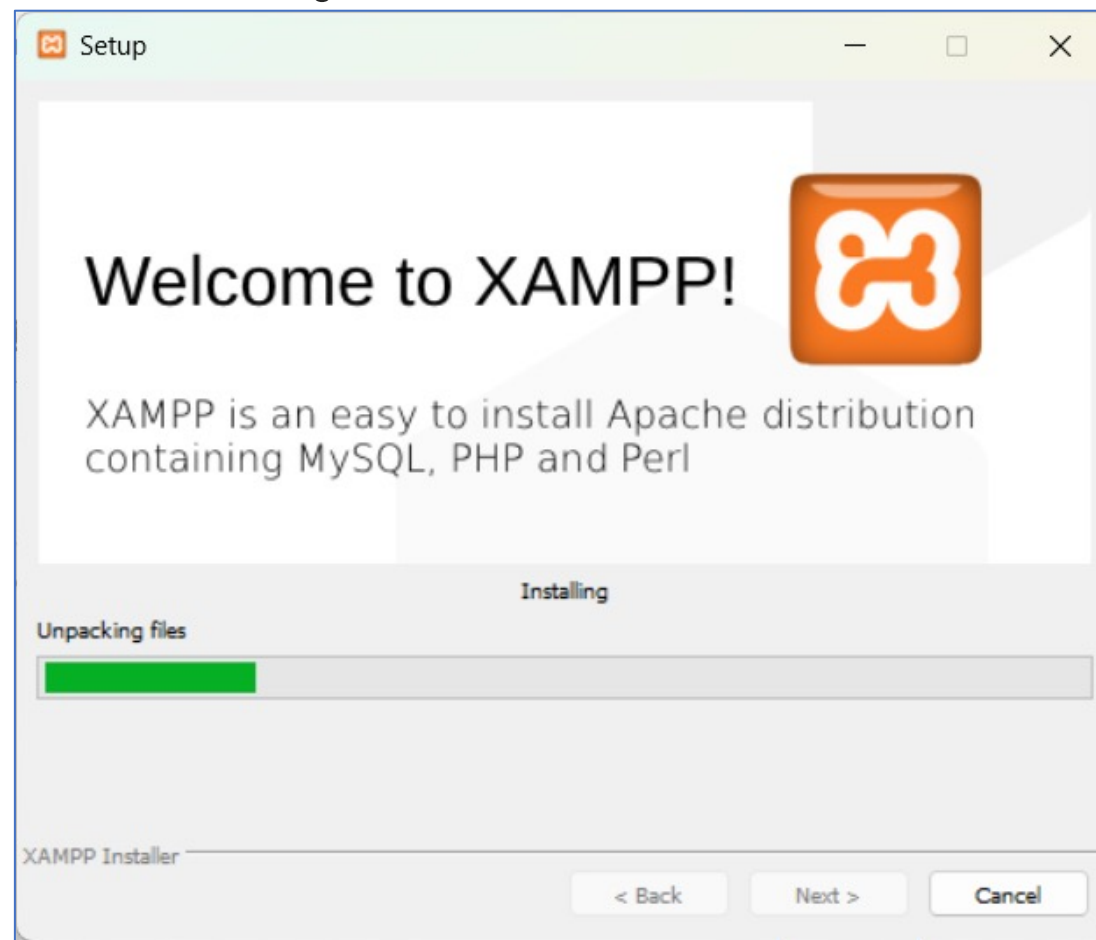 Setup
Welcome to XAMPP!
XAMPP is an easy to install Apache distribution
containing MySQL, PHP and Perl
Installing
Unpacking files
XAMPP Installer
< Back
Next >
Cancel